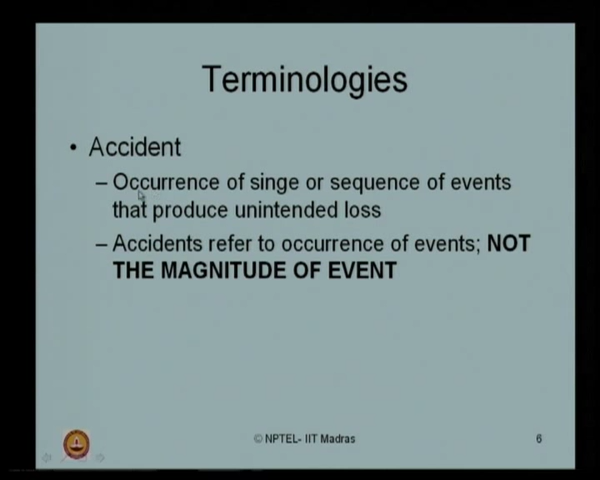 Terminologies
• Accident
– Occurrence of singe or sequence of events
that produce unintended loss
– Accidents refer to occurrence of events; NOT
THE MAGNITUDE OF EVENT
© NPTEL- IIT Madras
6